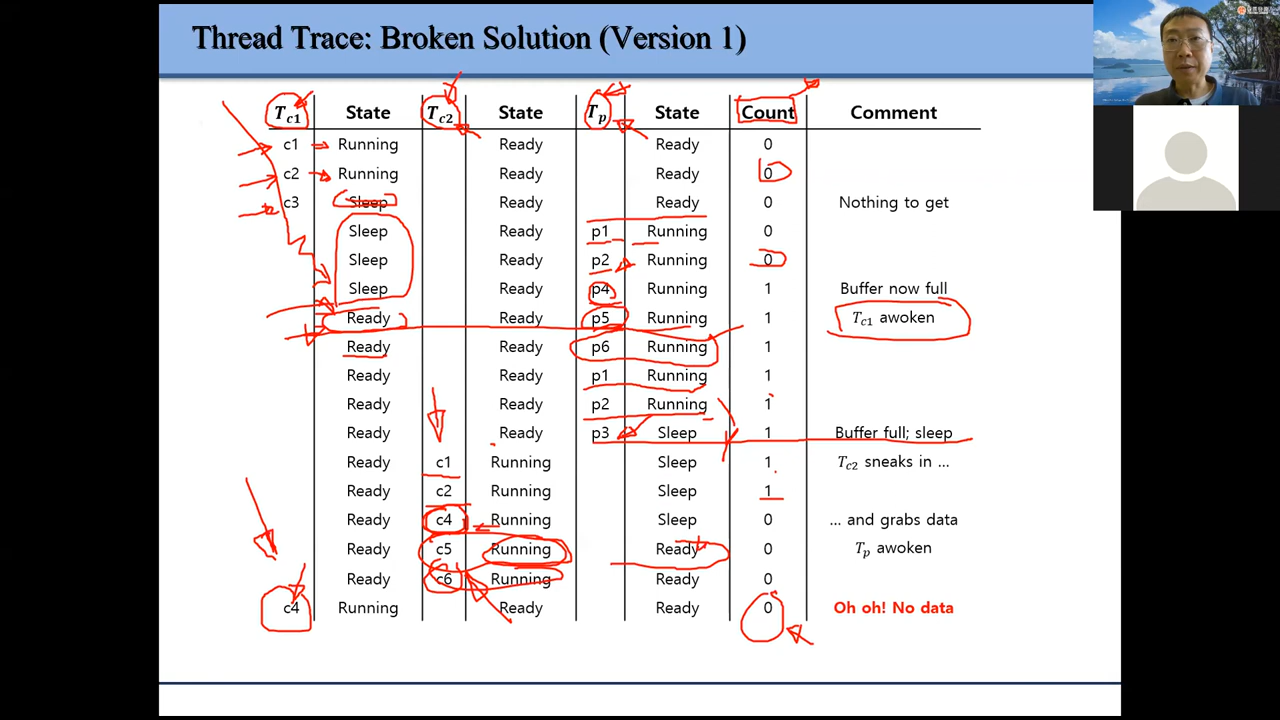 Thread Trace: Broken Solution (Version 1)
T_c1 State T_c2 State T_p State Count Comment
c1 Running Ready Ready 0
c2 Running Ready Ready 0
c3 Sleep Ready Ready 0 Nothing to get
Sleep Ready p1 Running 0
Sleep Ready p2 Running 0
Sleep Ready p4 Running 1 Buffer now full
Ready Ready p5 Running 1 T_c1 awoken
Ready Ready p6 Running 1
Ready Ready p1 Running 1
Ready Ready p2 Running 1
Ready Ready p3 Sleep 1 Buffer full; sleep
Ready c1 Running Sleep 1 T_c2 sneaks in ...
Ready c2 Running Sleep 1
Ready c4 Running Sleep 0 ... and grabs data
Ready c5 Running Ready 0 T_p awoken
Ready c6 Running Ready 0
c4 Running Ready Ready 0 Oh oh! No data